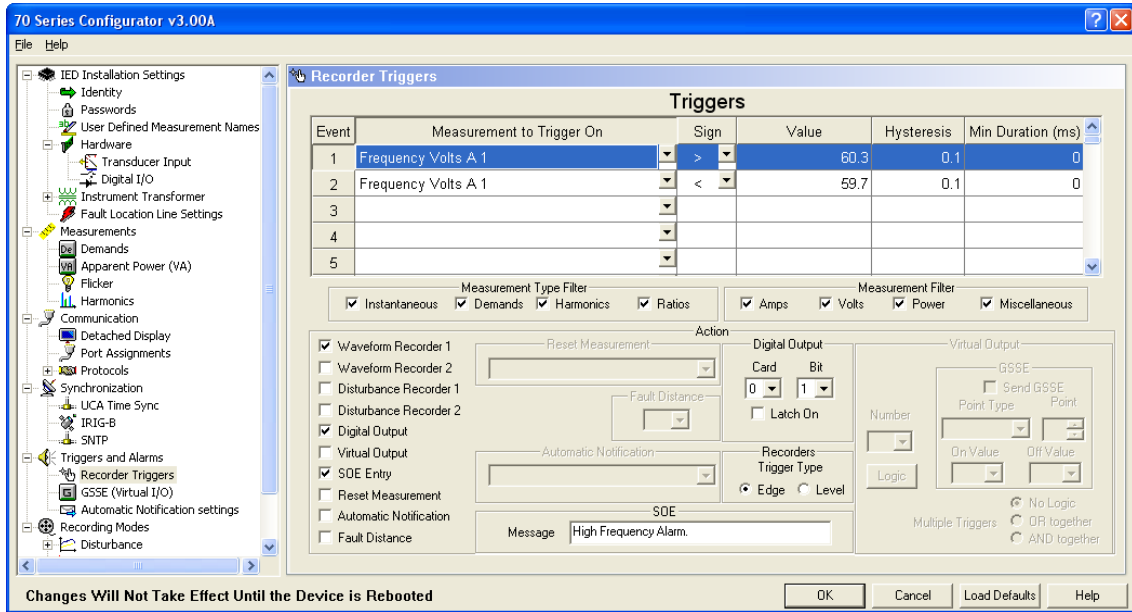 70 Series Configurator v3.00A
File Help
IED Installation Settings
Identity
Passwords
User Defined Measurement Names
Hardware
Transducer Input
Digital I/O
Instrument Transformer
Fault Location Line Settings
Measurements
De Demands
VA Apparent Power (VA)
Flicker
Harmonics
Communication
Detached Display
Port Assignments
Protocols
Synchronization
UCA Time Sync
IRIG-B
SNTP
Triggers and Alarms
Recorder Triggers
G GSSE (Virtual I/O)
Automatic Notification settings
Recording Modes
Disturbance
Recorder Triggers
Triggers
Event Measurement to Trigger On Sign Value Hysteresis Min Duration (ms)
1 Frequency Volts A 1 > 60.3 0.1 0
2 Frequency Volts A 1 < 59.7 0.1 0
3
4
5
Measurement Type Filter
Instantaneous Demands Harmonics Ratios
Measurement Filter
Amps Volts Power Miscellaneous
Action
Waveform Recorder 1
Waveform Recorder 2
Disturbance Recorder 1
Disturbance Recorder 2
Digital Output
Virtual Output
SOE Entry
Reset Measurement
Automatic Notification
Fault Distance
Reset Measurement
Fault Distance
Automatic Notification
SOE
Message High Frequency Alarm.
Digital Output
Card Bit
0 1
Latch On
Recorders
Trigger Type
Edge Level
Virtual Output
Number
Logic
GSSE
Send GSSE
Point Type Point
On Value Off Value
Multiple Triggers
No Logic
OR together
AND together
Changes Will Not Take Effect Until the Device is Rebooted
OK Cancel Load Defaults Help